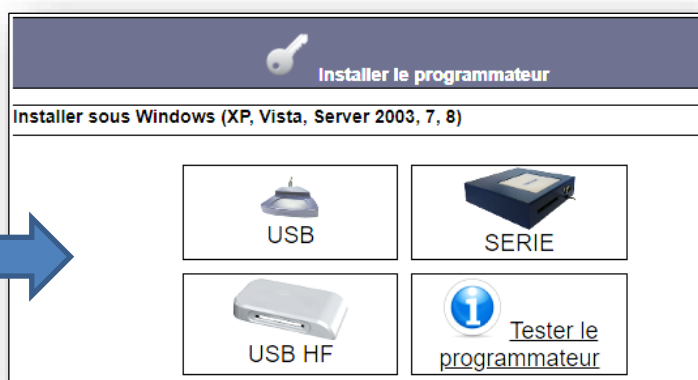 Installer le programmateur
Installer sous Windows (XP, Vista, Server 2003, 7, 8)
USB
SERIE
USB HF
Tester le
programmateur